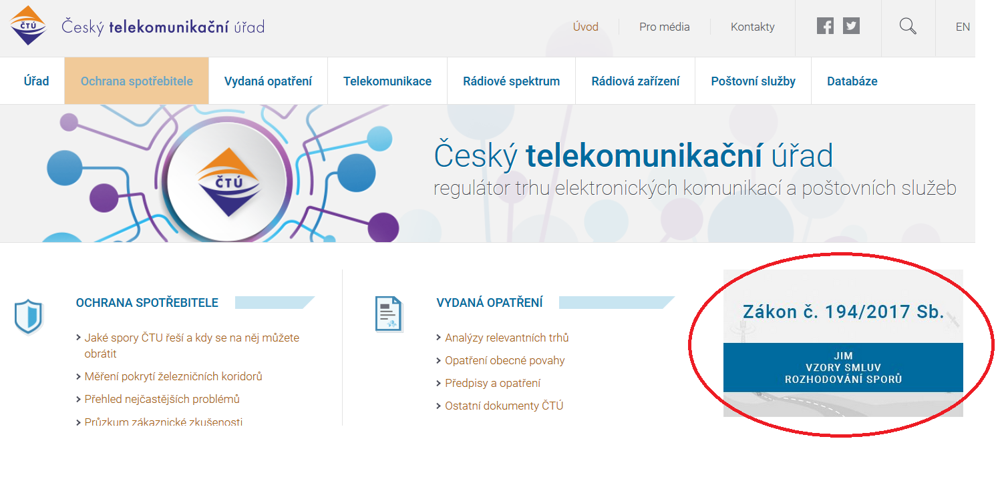 ČTÚ
Český telekomunikační úřad
Úvod
Pro média
Kontakty
EN
Úřad
Ochrana spotřebitele
Vydaná opatření
Telekomunikace
Rádiové spektrum
Rádiová zařízení
Poštovní služby
Databáze
ČTÚ
Český telekomunikační úřad
regulátor trhu elektronických komunikací a poštovních služeb
OCHRANA SPOTŘEBITELE
Jaké spory ČTU řeší a kdy se na něj můžete
obrátit
Měření pokrytí železničních koridorů
Přehled nejčastějších problémů
Průzkum zákaznické zkušenosti
VYDANÁ OPATŘENÍ
Analýzy relevantních trhů
Opatření obecné povahy
Předpisy a opatření
Ostatní dokumenty ČTÚ
Zákon č. 194/2017 Sb.
JIM
VZORY SMLUV
ROZHODOVÁNÍ SPORŮ